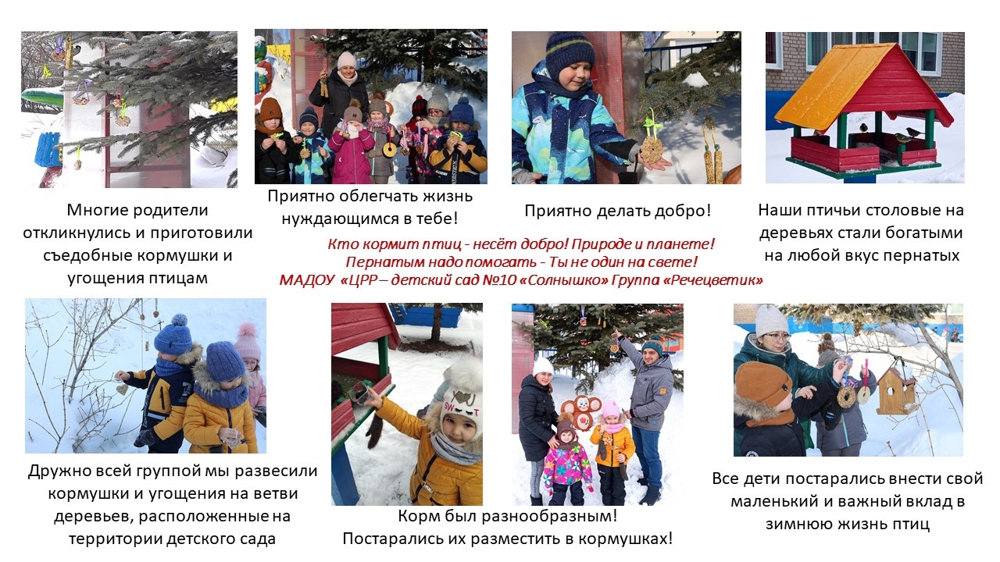 Многие родители
откликнулись и приготовили
съедобные кормушки и
угощения птицам
Приятно облегчать жизнь
нуждающимся в тебе!
Приятно делать добро!
Наши птичьи столовые на
деревьях стали богатыми
на любой вкус пернатых
Кто кормит птиц - несёт добро! Природе и планете!
Пернатым надо помогать - Ты не один на свете!
МАДОУ «ЦРР – детский сад №10 «Солнышко» Группа «Речецветик»
Дружно всей группой мы развесили
кормушки и угощения на ветви
деревьев, расположенные на
территории детского сада
Корм был разнообразным!
Постарались их разместить в кормушках!
Все дети постарались внести свой
маленький и важный вклад в
зимнюю жизнь птиц